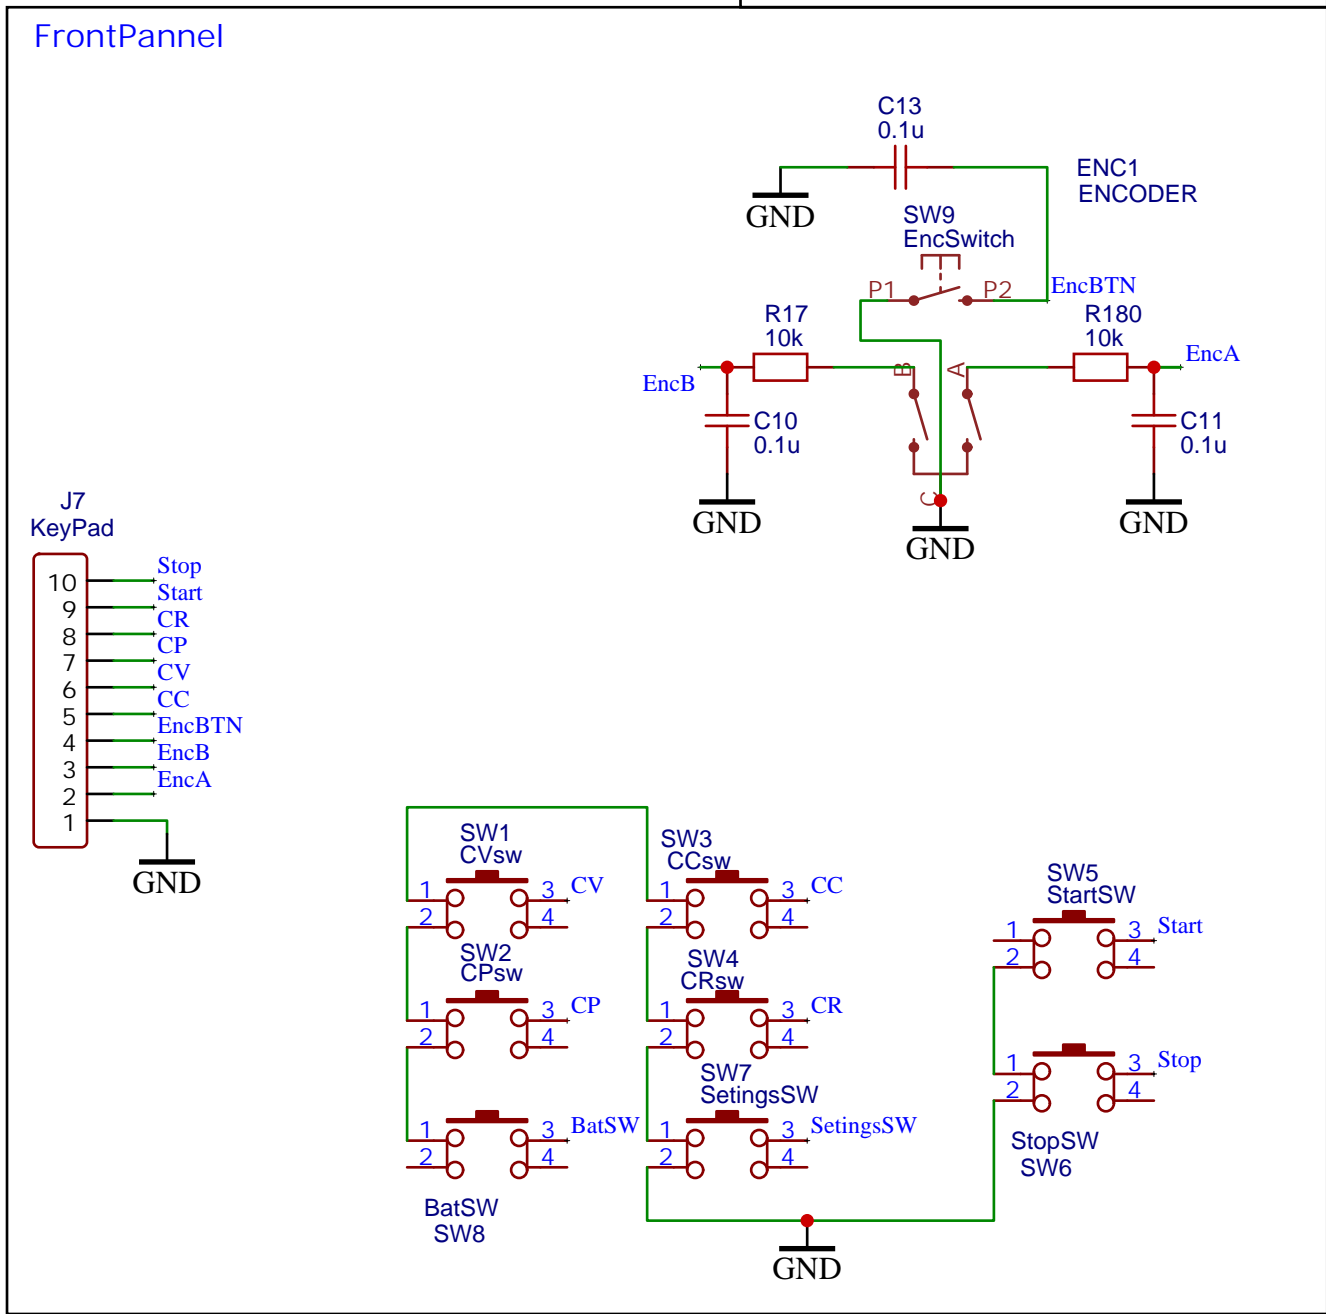 FrontPannel
C13
0.1u
GND
ENC1
ENCODER
SW9
EncSwitch
P1
P2
EncBTN
R17
10k
R180
10k
EncB
EncA
B
A
C10
0.1u
C11
0.1u
C
GND
GND
GND
J7
KeyPad
10 Stop
9 Start
8 CR
7 CP
6 CV
5 CC
4 EncBTN
3 EncB
2 EncA
1
GND
SW1
CVsw
1 3 CV
2 4
SW3
CCsw
1 3 CC
2 4
SW5
StartSW
1 3 Start
2 4
SW2
CPsw
1 3 CP
2 4
SW4
CRsw
1 3 CR
2 4
1 3 Stop
2 4
StopSW
SW6
1 3 BatSW
2 4
BatSW
SW8
SW7
SetingsSW
1 3 SetingsSW
2 4
GND